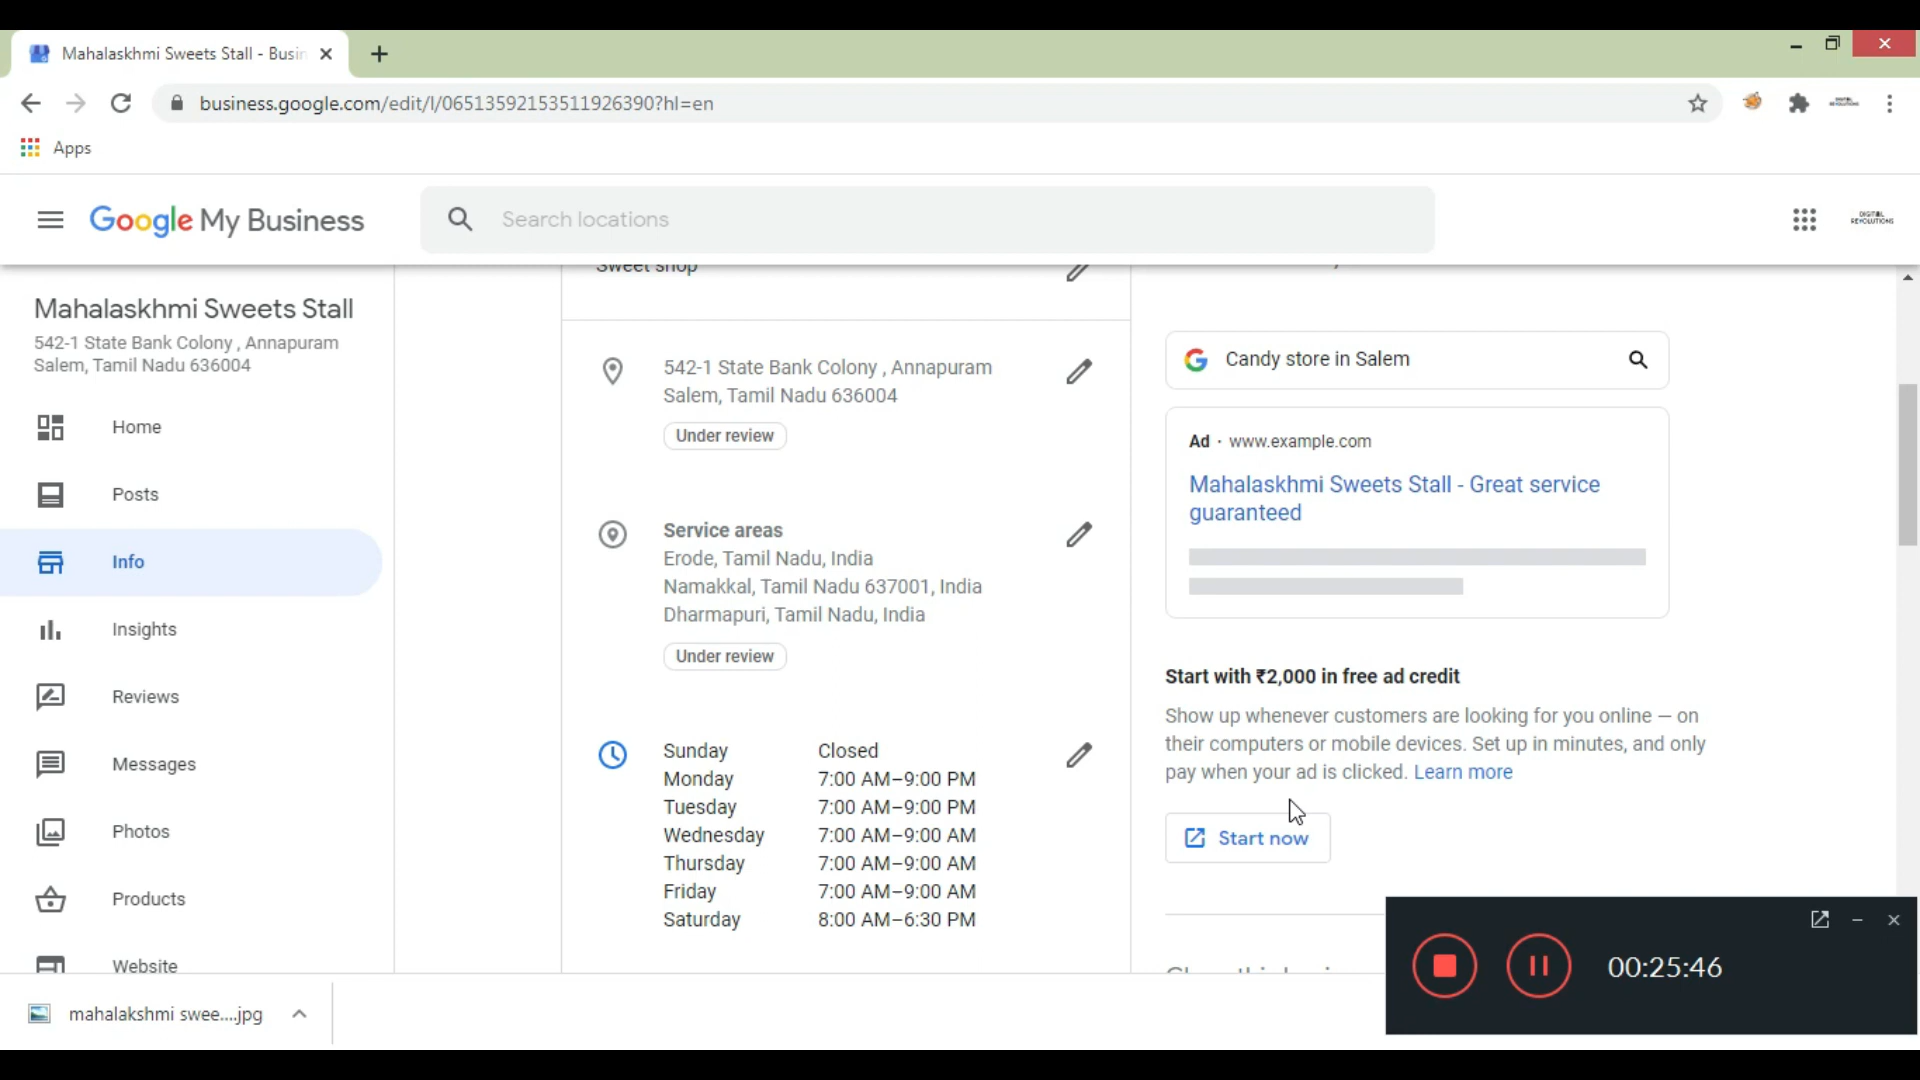 Mahalaskhmi Sweets Stall - Busin
business.google.com/edit/l/06513592153511926390?hl=en
Apps
Google My Business
Search locations
DIGITAL REVOLUTIONS
Mahalaskhmi Sweets Stall
542-1 State Bank Colony , Annapuram
Salem, Tamil Nadu 636004
Home
Posts
Info
Insights
Reviews
Messages
Photos
Products
Website
Sweet shop
542-1 State Bank Colony , Annapuram
Salem, Tamil Nadu 636004
Under review
Service areas
Erode, Tamil Nadu, India
Namakkal, Tamil Nadu 637001, India
Dharmapuri, Tamil Nadu, India
Under review
Sunday Closed
Monday 7:00 AM–9:00 PM
Tuesday 7:00 AM–9:00 PM
Wednesday 7:00 AM–9:00 AM
Thursday 7:00 AM–9:00 AM
Friday 7:00 AM–9:00 AM
Saturday 8:00 AM–6:30 PM
Candy store in Salem
Ad · www.example.com
Mahalaskhmi Sweets Stall - Great service
guaranteed
Start with ₹2,000 in free ad credit
Show up whenever customers are looking for you online — on
their computers or mobile devices. Set up in minutes, and only
pay when your ad is clicked. Learn more
Start now
00:25:46
mahalakshmi swee....jpg